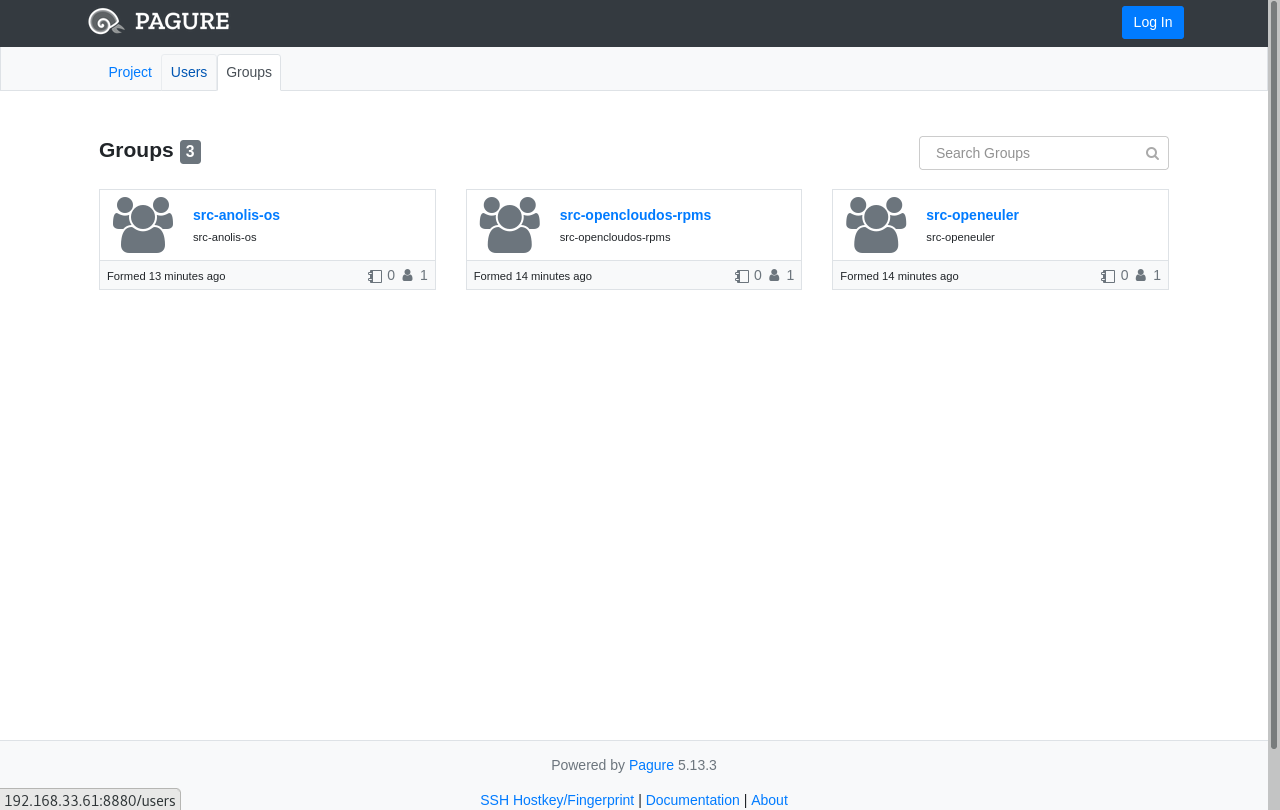 PAGURE
Log In
Project Users Groups
Groups 3
Search Groups
src-anolis-os
src-anolis-os
Formed 13 minutes ago 0 1
src-opencloudos-rpms
src-opencloudos-rpms
Formed 14 minutes ago 0 1
src-openeuler
src-openeuler
Formed 14 minutes ago 0 1
Powered by Pagure 5.13.3
SSH Hostkey/Fingerprint | Documentation | About
192.168.33.61:8880/users